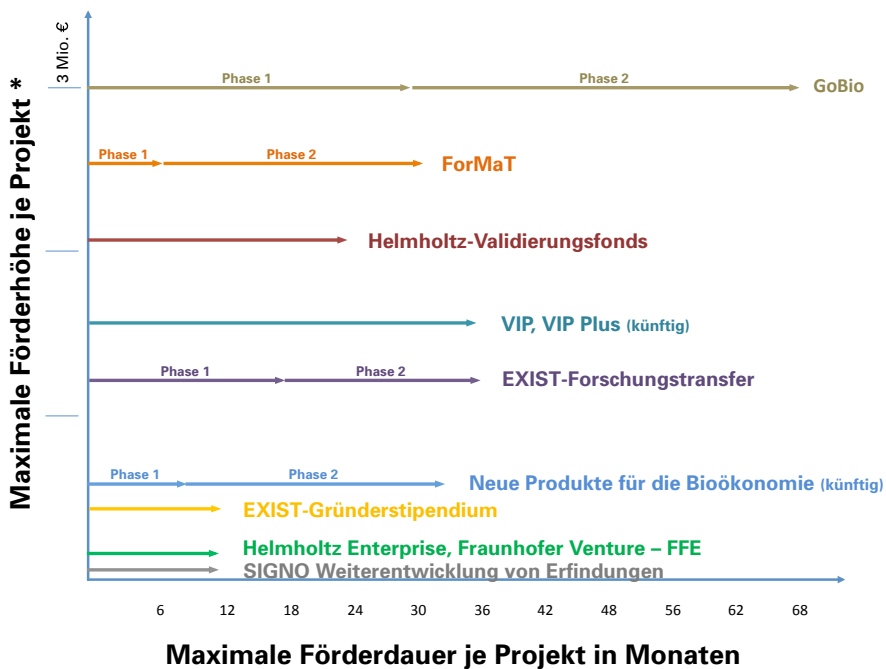 3 Mio. €
Maximale Förderhöhe je Projekt *
Phase 1 Phase 2 GoBio
Phase 1 Phase 2 ForMaT
Helmholtz-Validierungsfonds
VIP, VIP Plus (künftig)
Phase 1 Phase 2 EXIST-Forschungstransfer
Phase 1 Phase 2 Neue Produkte für die Bioökonomie (künftig)
EXIST-Gründerstipendium
Helmholtz Enterprise, Fraunhofer Venture – FFE
SIGNO Weiterentwicklung von Erfindungen
6 12 18 24 30 36 42 48 56 62 68
Maximale Förderdauer je Projekt in Monaten